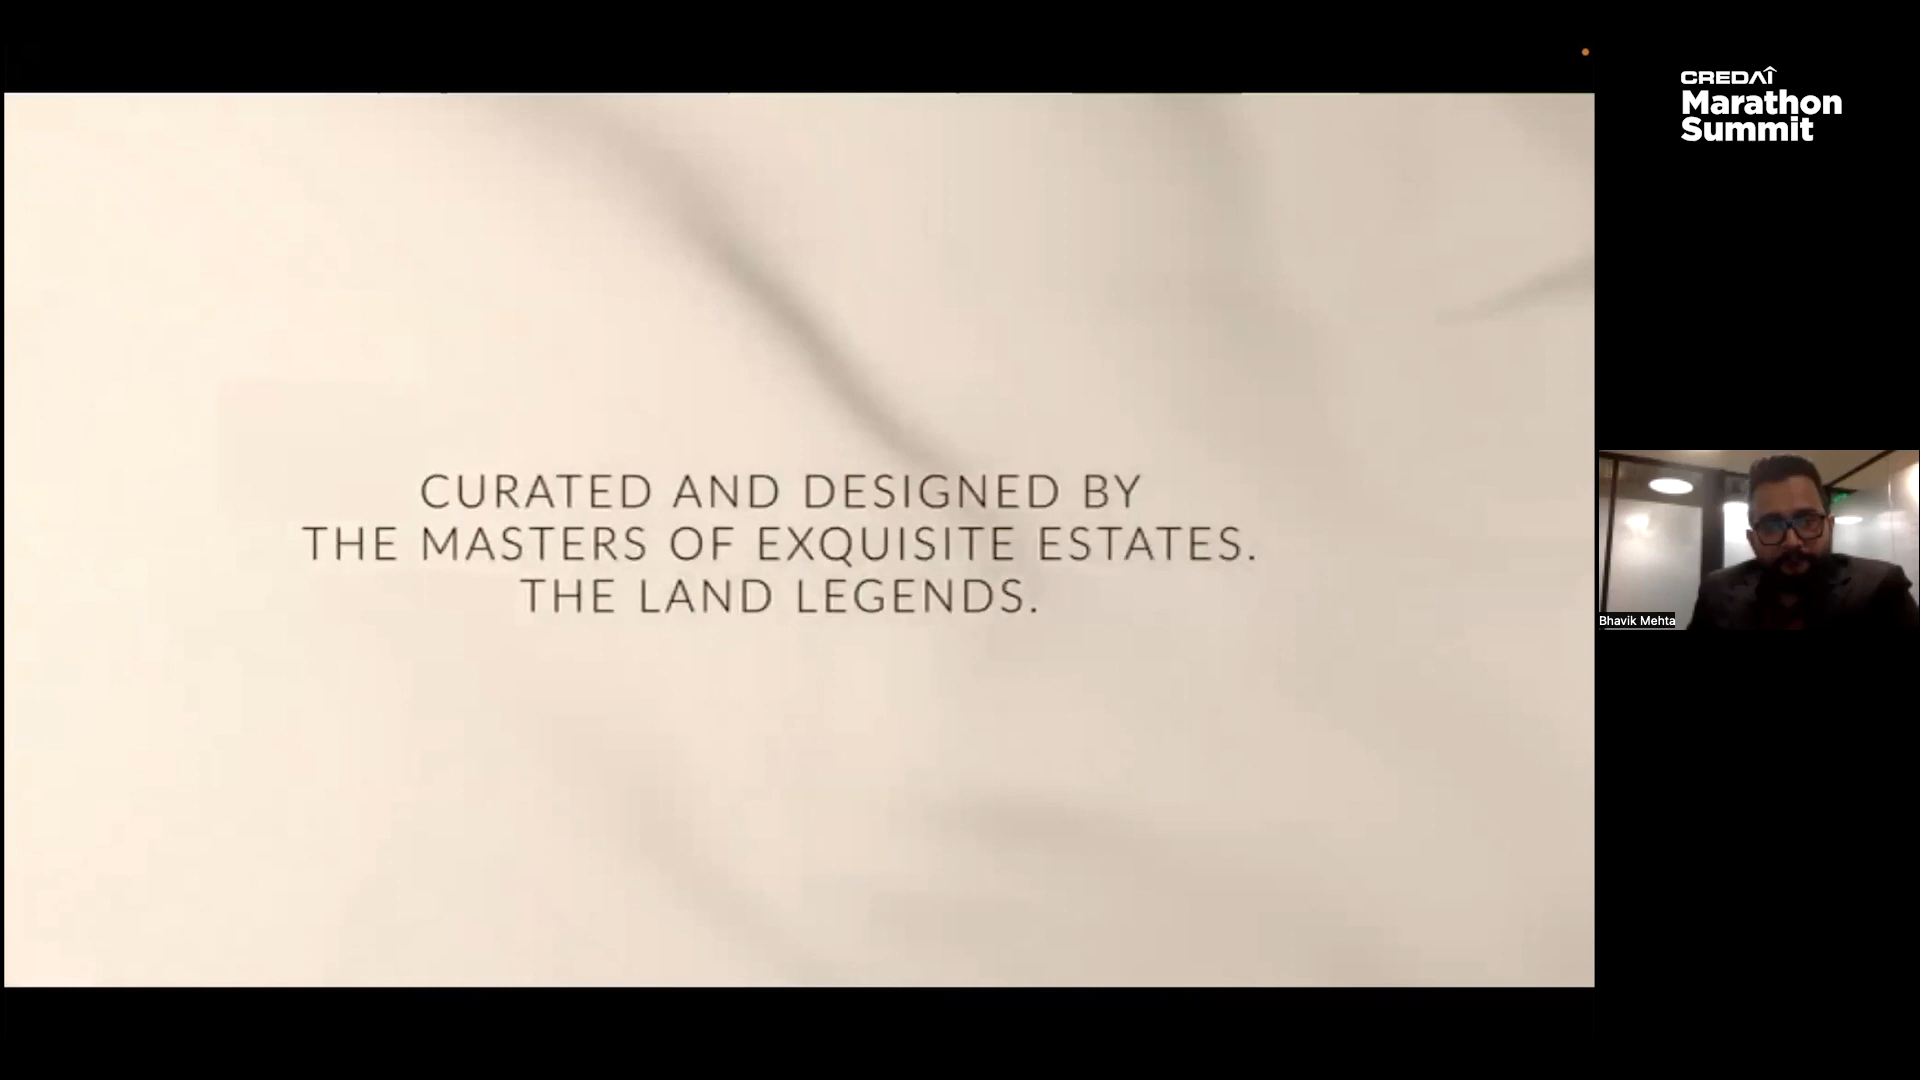 CREDAI
Marathon
Summit
CURATED AND DESIGNED BY
THE MASTERS OF EXQUISITE ESTATES.
THE LAND LEGENDS.
Bhavik Mehta